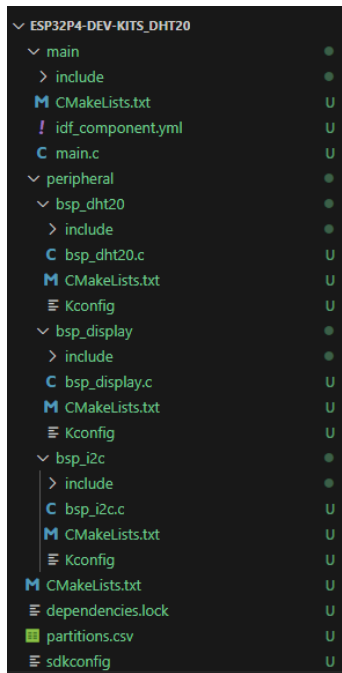 ESP32P4-DEV-KITS_DHT20
main
include
M CMakeLists.txt U
! idf_component.yml U
C main.c U
peripheral
bsp_dht20
include
C bsp_dht20.c U
M CMakeLists.txt U
Kconfig U
bsp_display
include
C bsp_display.c U
M CMakeLists.txt U
Kconfig U
bsp_i2c
include
C bsp_i2c.c U
M CMakeLists.txt U
Kconfig U
M CMakeLists.txt U
dependencies.lock U
partitions.csv U
sdkconfig U